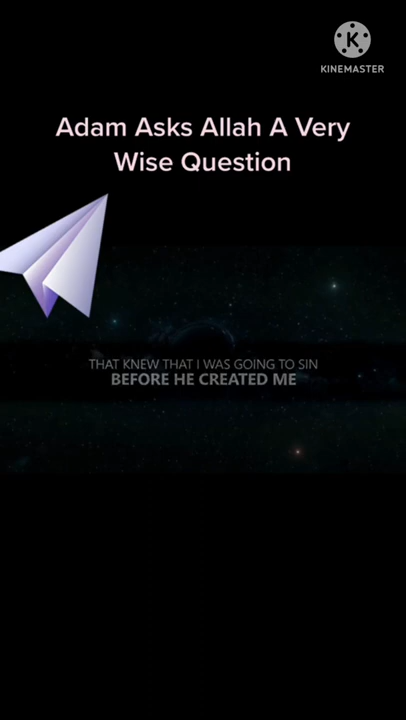 KINEMASTER
Adam Asks Allah A Very
Wise Question
THAT KNEW THAT I WAS GOING TO SIN
BEFORE HE CREATED ME